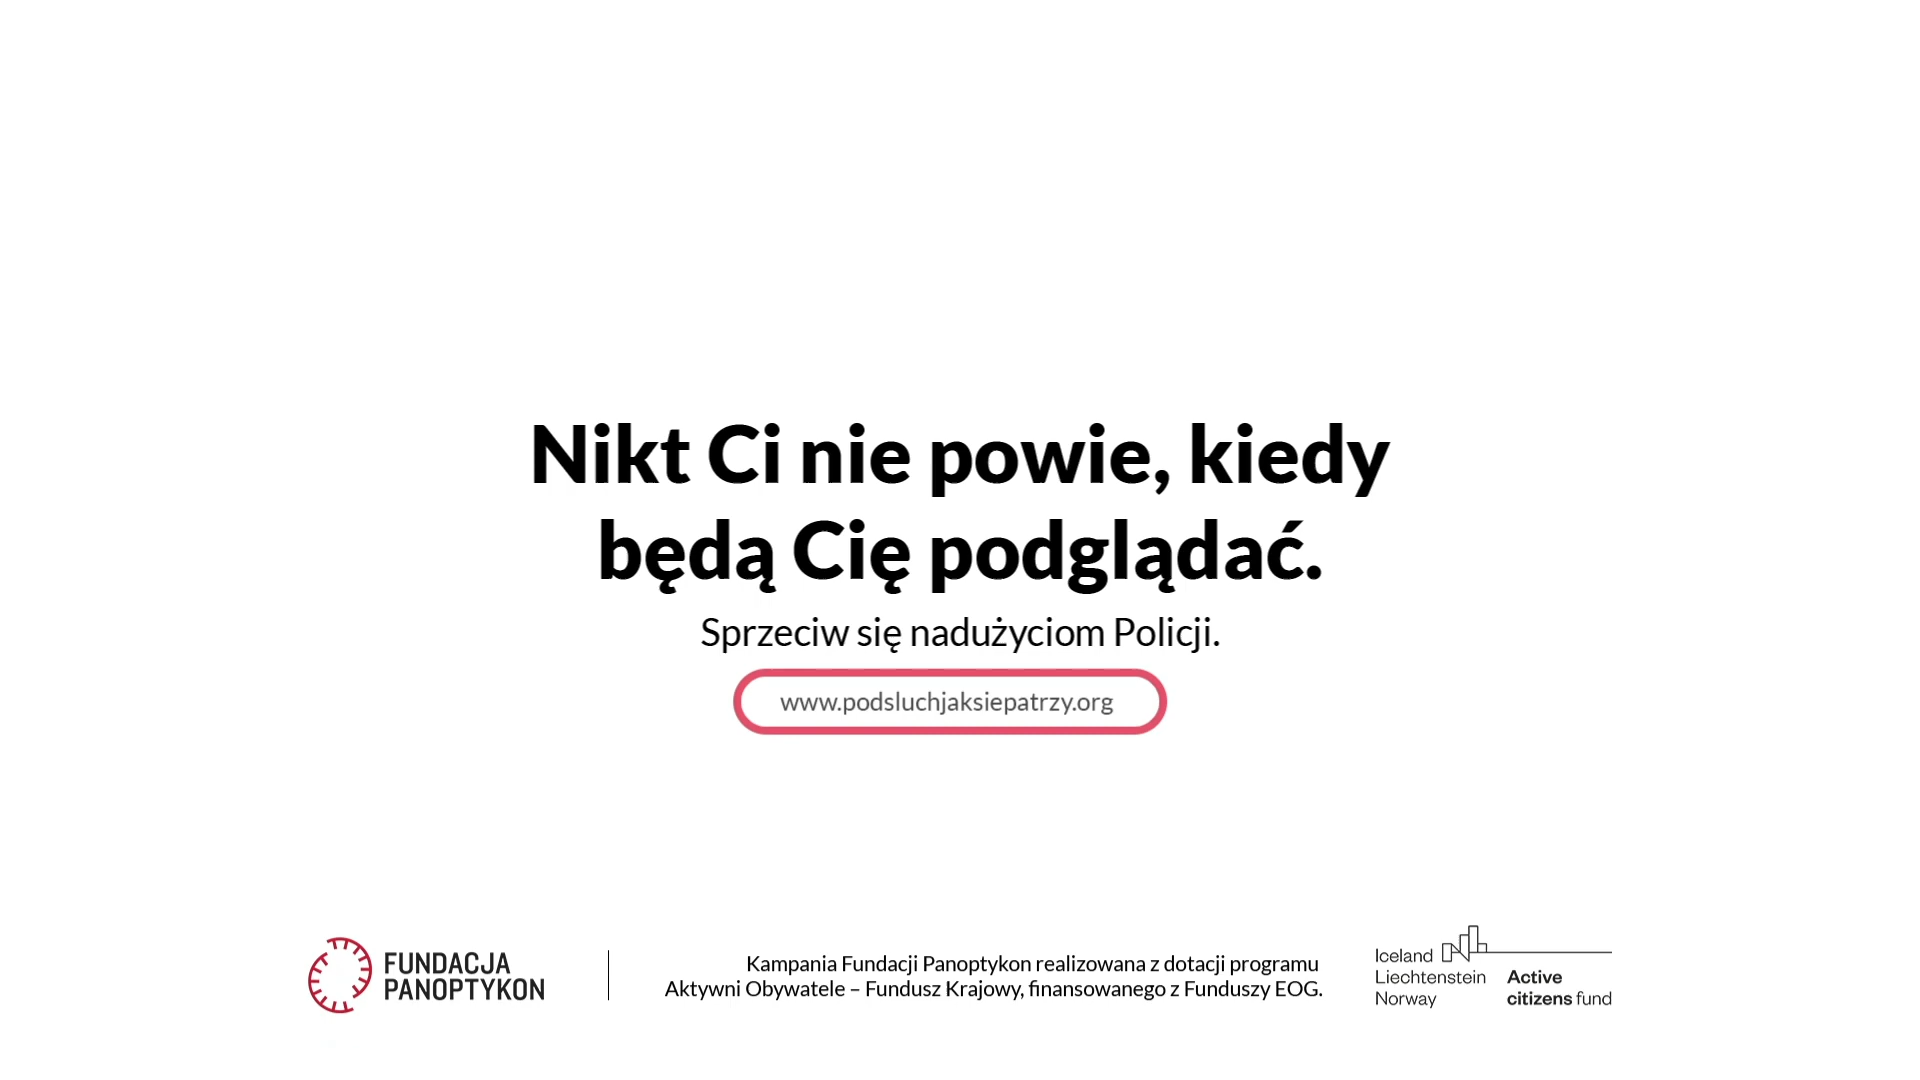 Nikt Ci nie powie, kiedy
będą Cię podglądać.
Sprzeciw się nadużyciom Policji.
www.podsluchjaksiepatrzy.org
FUNDACJA
PANOPTYKON
Kampania Fundacji Panoptykon realizowana z dotacji programu
Aktywni Obywatele – Fundusz Krajowy, finansowanego z Funduszy EOG.
Iceland
Liechtenstein
Norway
Active
citizens fund